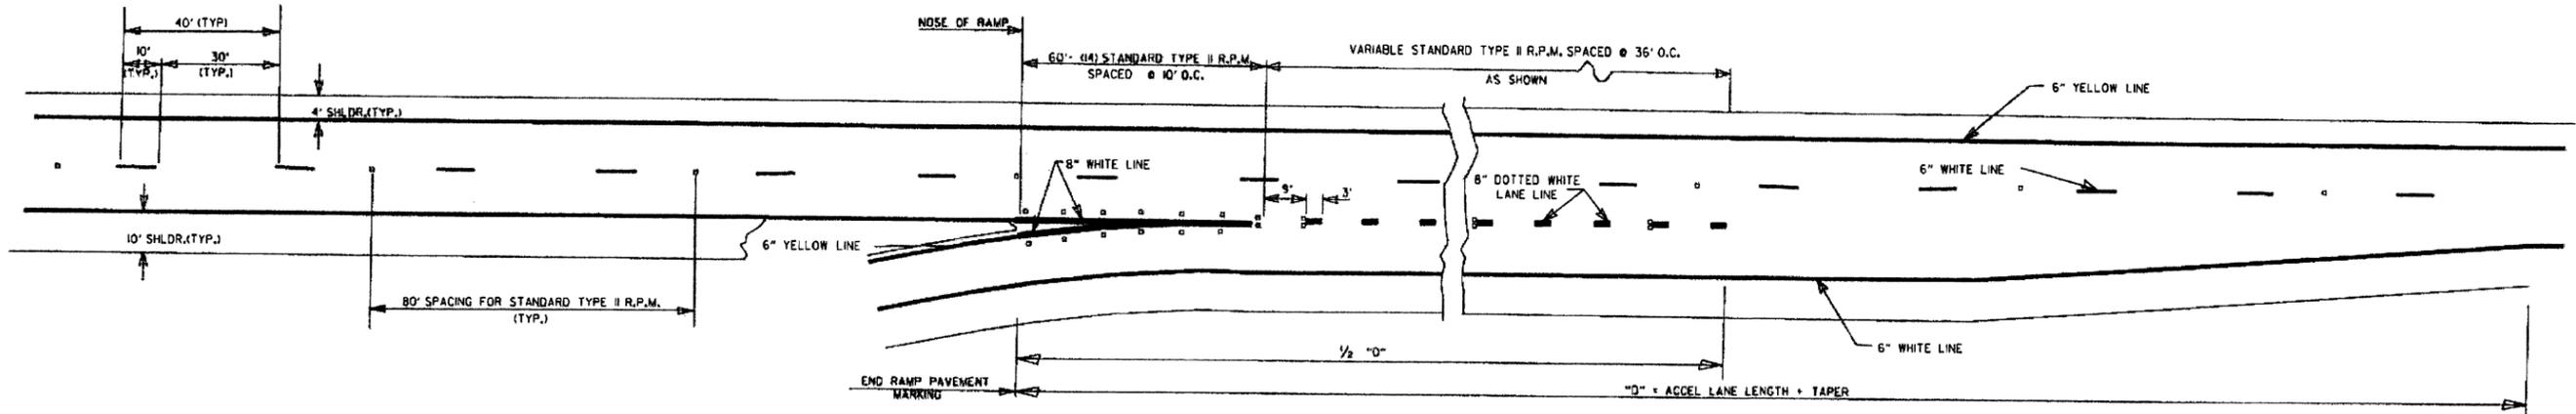 40' (TYP)
10'
(TYP.)
30'
(TYP.)
4' SHLDR.(TYP.)
10' SHLDR.(TYP.)
80' SPACING FOR STANDARD TYPE II R.P.M.
(TYP.)
NOSE OF RAMP
60'- (14) STANDARD TYPE II R.P.M.
SPACED @ 10' O.C.
VARIABLE STANDARD TYPE II R.P.M. SPACED @ 36' O.C.
AS SHOWN
6" YELLOW LINE
8" WHITE LINE
6" YELLOW LINE
9'
3'
8" DOTTED WHITE
LANE LINE
6" WHITE LINE
6" WHITE LINE
1/2 "D"
END RAMP PAVEMENT
MARKING
"D" = ACCEL LANE LENGTH + TAPER